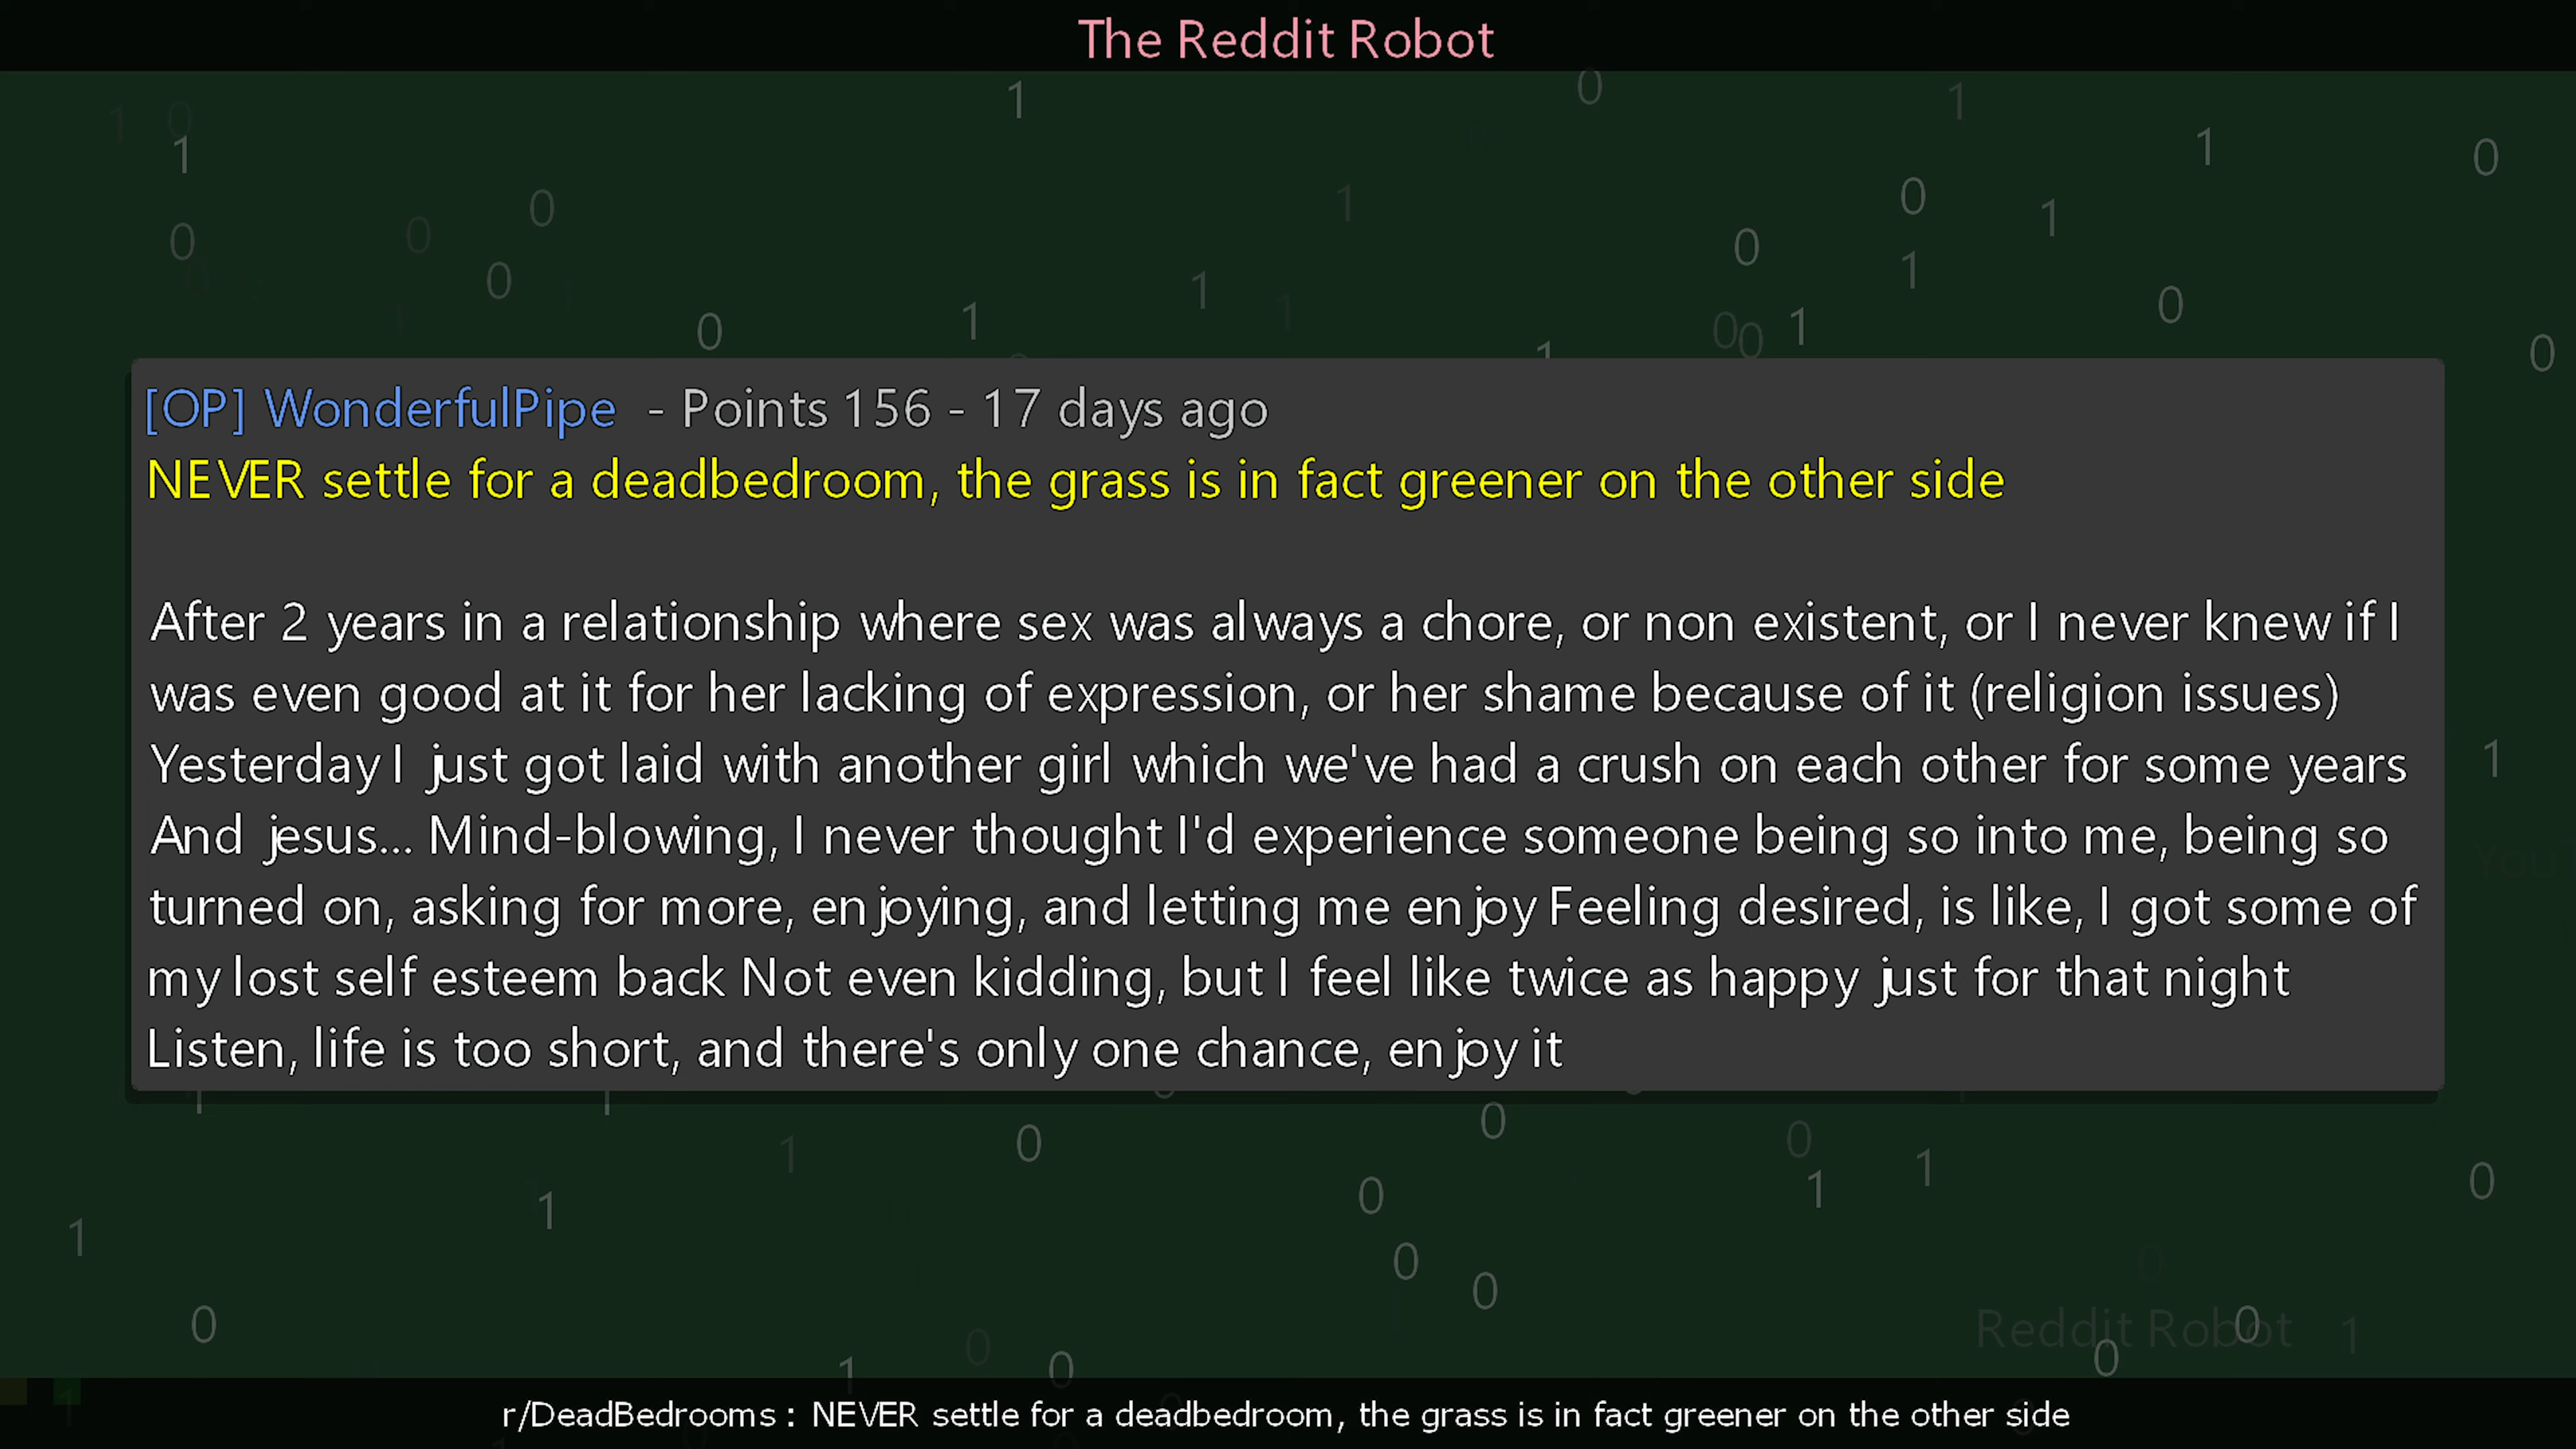 The Reddit Robot
[OP] WonderfulPipe - Points 156 - 17 days ago
NEVER settle for a deadbedroom, the grass is in fact greener on the other side
After 2 years in a relationship where sex was always a chore, or non existent, or I never knew if I
was even good at it for her lacking of expression, or her shame because of it (religion issues)
Yesterday I just got laid with another girl which we've had a crush on each other for some years
And jesus... Mind-blowing, I never thought I'd experience someone being so into me, being so
turned on, asking for more, enjoying, and letting me enjoy Feeling desired, is like, I got some of
my lost self esteem back Not even kidding, but I feel like twice as happy just for that night
Listen, life is too short, and there's only one chance, enjoy it
Reddit Robot
r/DeadBedrooms : NEVER settle for a deadbedroom, the grass is in fact greener on the other side